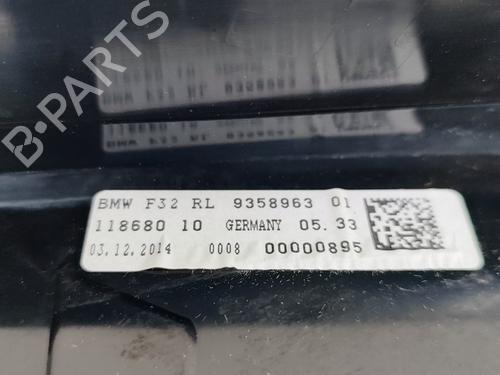 BMW F32 RL 9358963 01
118680 10 GERMANY 05.33
03.12.2014 0008 00000895
B-PARTS